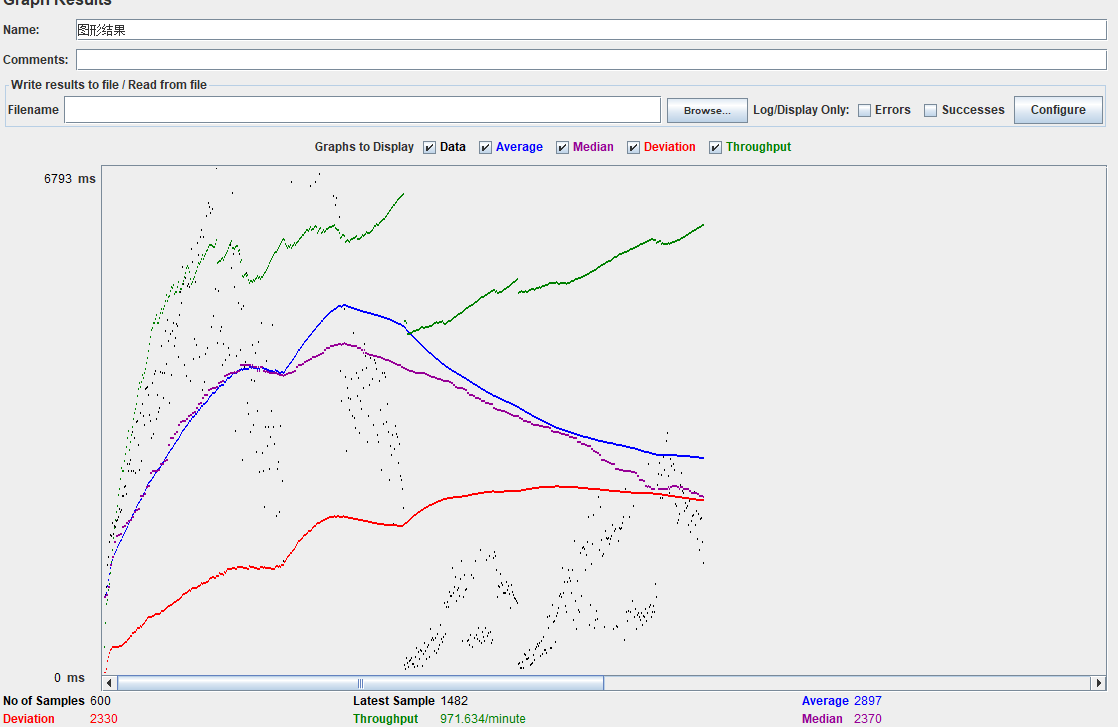 Graph Results
Name: 图形结果
Comments:
Write results to file / Read from file
Filename Browse... Log/Display Only: Errors Successes Configure
Graphs to Display Data Average Median Deviation Throughput
6793 ms
0 ms
No of Samples 600 Latest Sample 1482 Average 2897
Deviation 2330 Throughput 971.634/minute Median 2370